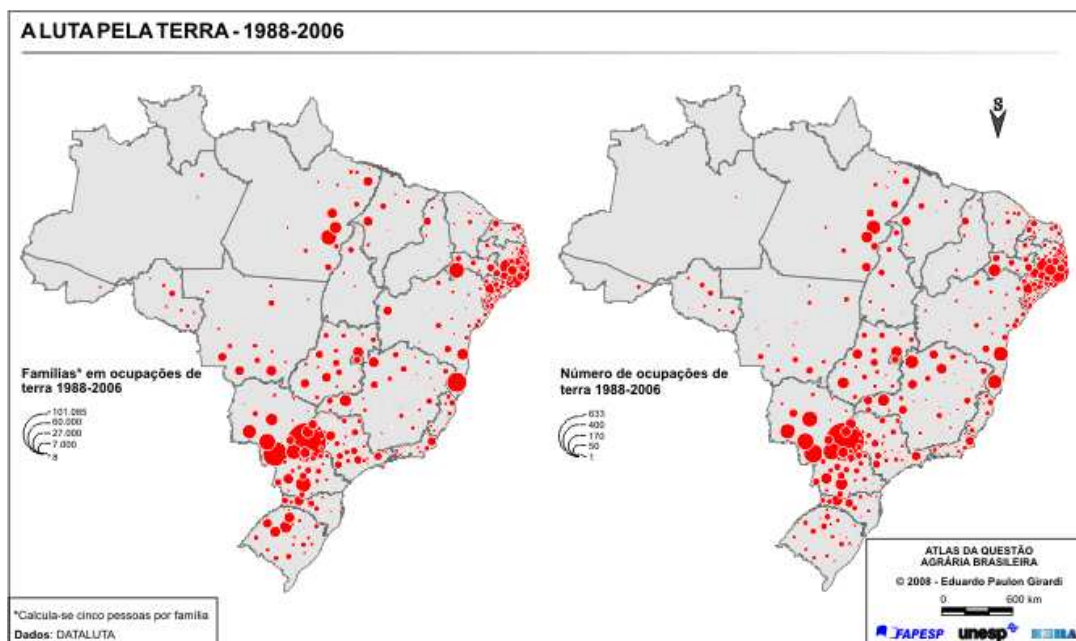 A LUTA PELA TERRA - 1988-2006
S
Famílias* em ocupações de
terra 1988-2006
101.085
60.000
27.000
7.000
8
Número de ocupações de
terra 1988-2006
633
400
170
50
1
*Calcula-se cinco pessoas por família
Dados: DATALUTA
ATLAS DA QUESTÃO
AGRÁRIA BRASILEIRA
© 2008 - Eduardo Paulon Girardi
0 600 km
FAPESP unesp